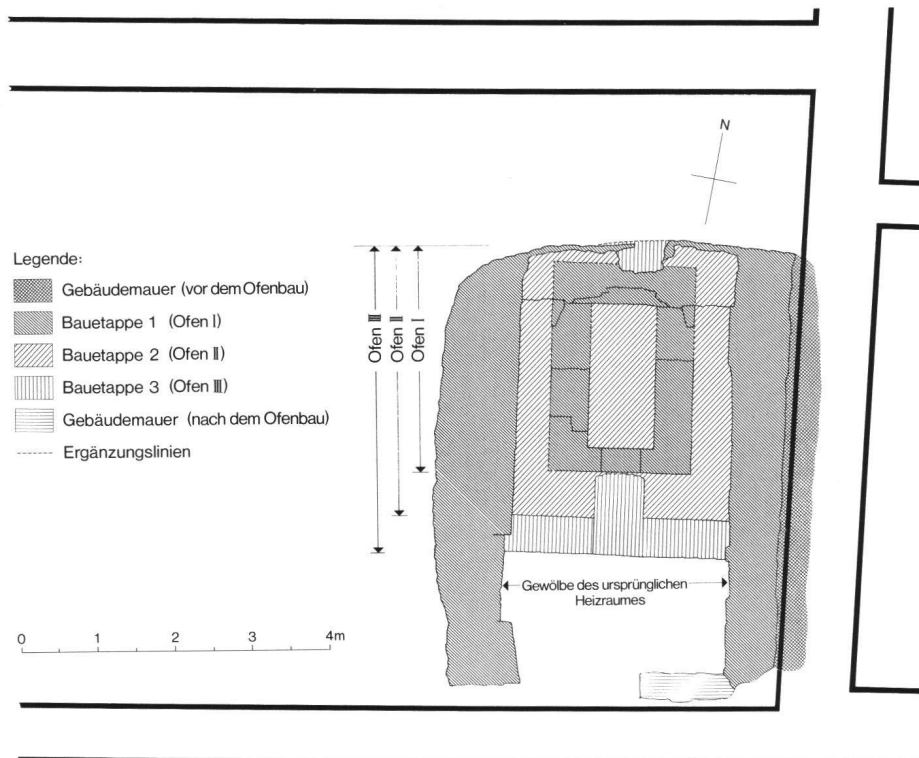 N
Legende:
Gebäudemauer (vor dem Ofenbau)
Bauetappe 1 (Ofen I)
Bauetappe 2 (Ofen II)
Bauetappe 3 (Ofen III)
Gebäudemauer (nach dem Ofenbau)
Ergänzungslinien
Ofen III
Ofen II
Ofen I
Gewölbe des ursprünglichen
Heizraumes
0 1 2 3 4m